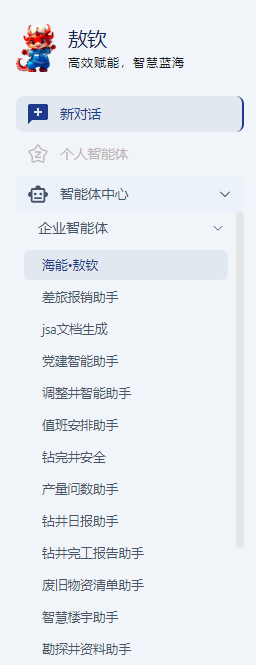 敖钦
高效赋能，智慧蓝海
新对话
个人智能体
智能体中心
企业智能体
海能•敖钦
差旅报销助手
jsa文档生成
党建智能助手
调整井智能助手
值班安排助手
钻完井安全
产量问数助手
钻井日报助手
钻井完工报告助手
废旧物资清单助手
智慧楼宇助手
勘探井资料助手